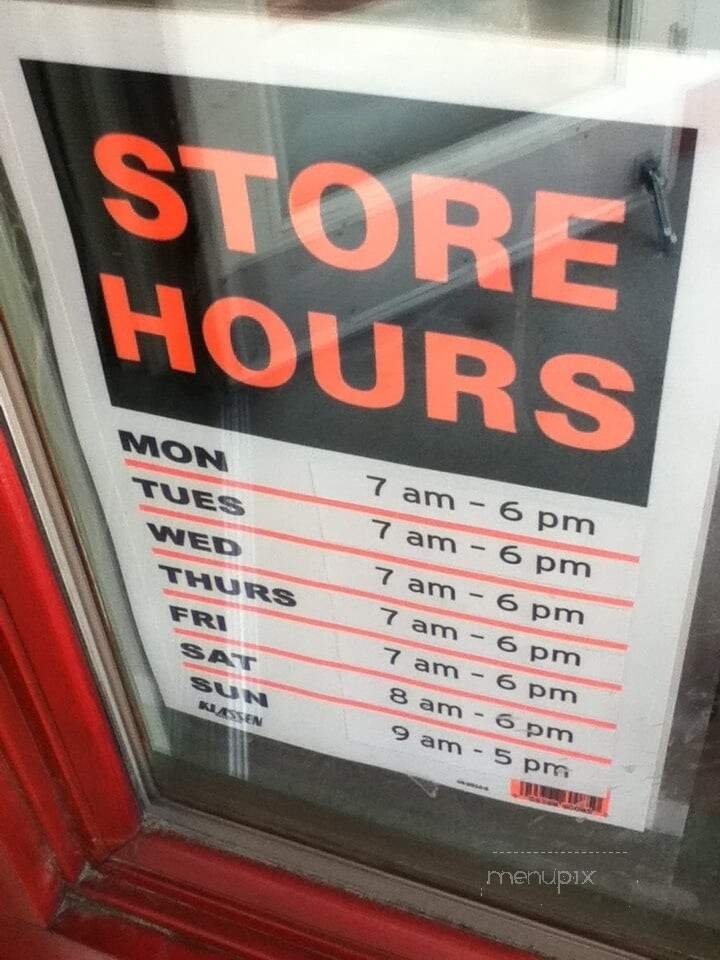 STORE
HOURS
MON 7 am - 6 pm
TUES 7 am - 6 pm
WED 7 am - 6 pm
THURS 7 am - 6 pm
FRI 7 am - 6 pm
SAT 8 am - 6 pm
SUN 9 am - 5 pm
KLASSEN
menupix